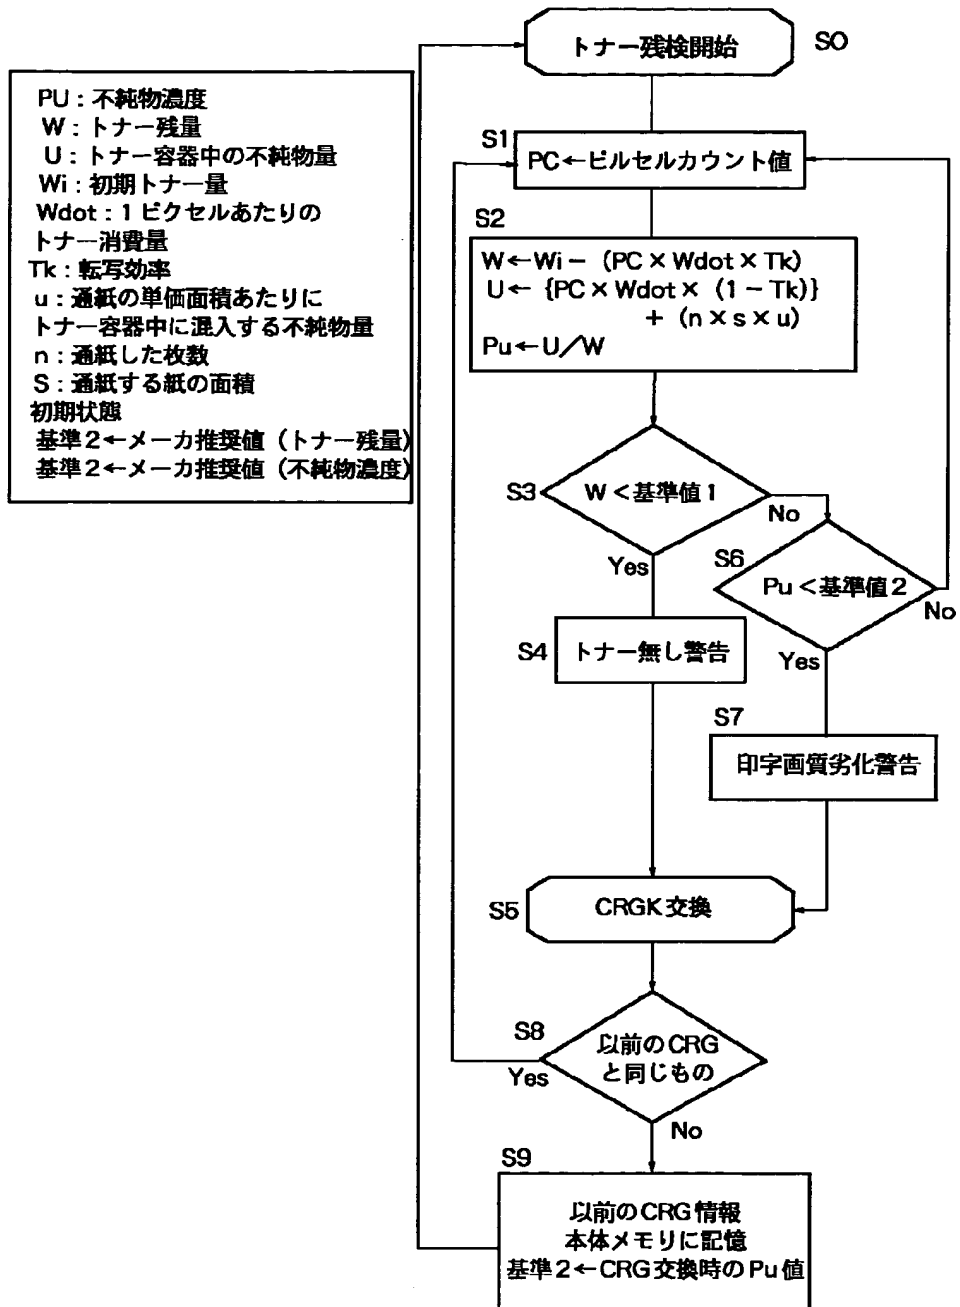 トナー残検開始
S0
PU：不純物濃度
W：トナー残量
U：トナー容器中の不純物量
Wi：初期トナー量
Wdot：1ピクセルあたりの
トナー消費量
Tk：転写効率
u：通紙の単価面積あたりに
トナー容器中に混入する不純物量
n：通紙した枚数
S：通紙する紙の面積
初期状態
基準2←メーカ推奨値（トナー残量）
基準2←メーカ推奨値（不純物濃度）
S1
PC←ピルセルカウント値
S2
W←Wi－（PC×Wdot×Tk）
U←｛PC×Wdot×（1－Tk）｝
＋（n×s×u）
Pu←U／W
S3
W＜基準値1
No
Yes
S6
Pu＜基準値2
No
Yes
S4
トナー無し警告
S7
印字画質劣化警告
S5
CRGK交換
S8
以前のCRG
と同じもの
Yes
No
S9
以前のCRG情報
本体メモリに記憶
基準2←CRG交換時のPu値